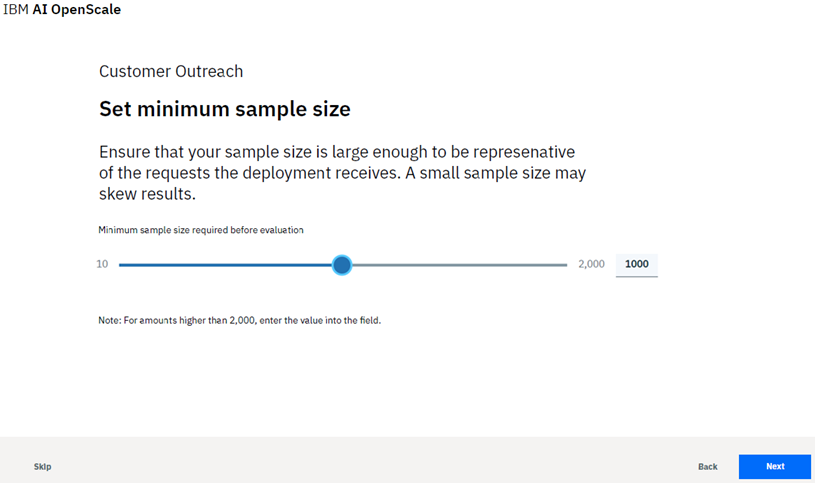 IBM AI OpenScale
Customer Outreach
Set minimum sample size
Ensure that your sample size is large enough to be represenative
of the requests the deployment receives. A small sample size may
skew results.
Minimum sample size required before evaluation
10 2,000 1000
Note: For amounts higher than 2,000, enter the value into the field.
Skip Back Next